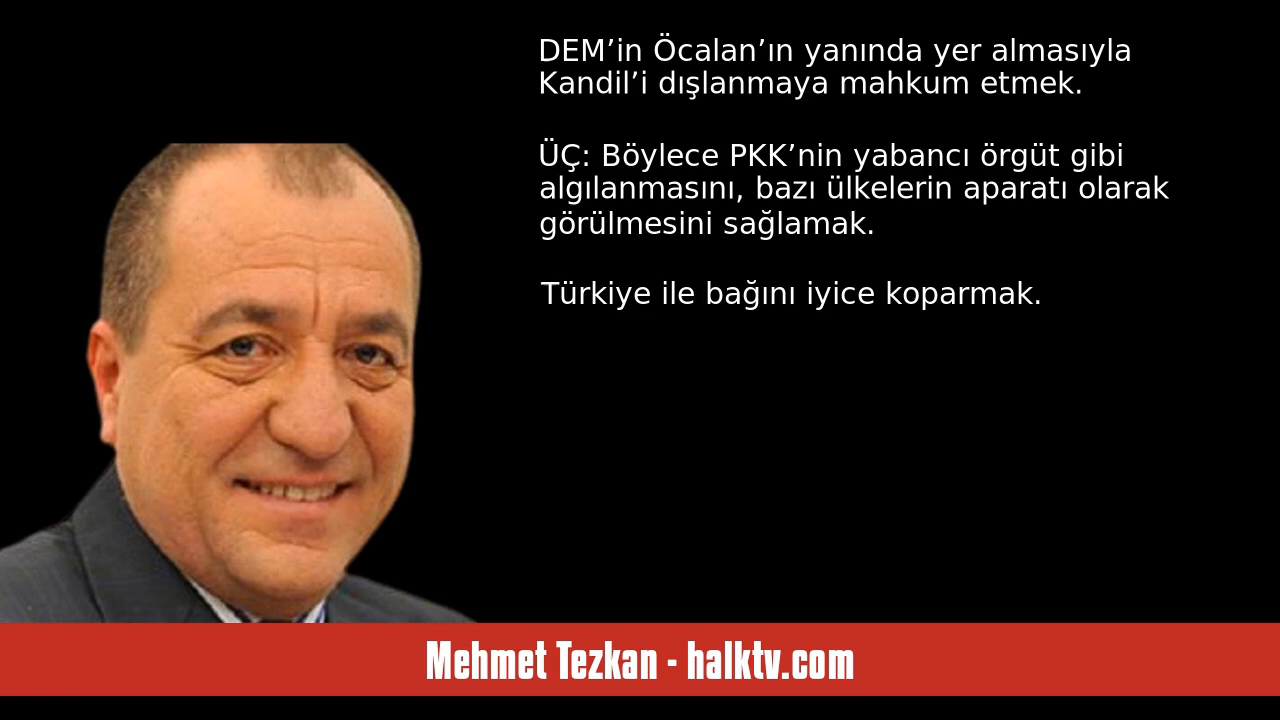 DEM’in Öcalan’ın yanında yer almasıyla
Kandil’i dışlanmaya mahkum etmek.
ÜÇ: Böylece PKK’nin yabancı örgüt gibi
algılanmasını, bazı ülkelerin aparatı olarak
görülmesini sağlamak.
Türkiye ile bağını iyice koparmak.
Mehmet Tezkan - halktv.com